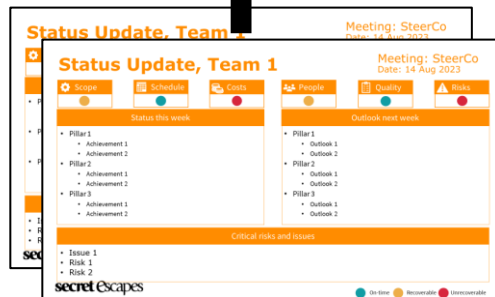 Status Update, Team 1
Meeting: SteerCo
Date: 14 Aug 2023
Status Update, Team 1
Meeting: SteerCo
Date: 14 Aug 2023
Scope
Schedule
Costs
People
Quality
Risks
Status this week
Outlook next week
• Pillar 1
• Achievement 1
• Achievement 2
• Pillar 2
• Achievement 1
• Achievement 2
• Pillar 3
• Achievement 1
• Achievement 2
• Pillar 1
• Outlook 1
• Outlook 2
• Pillar 2
• Outlook 1
• Outlook 2
• Pillar 3
• Outlook 1
• Outlook 2
Critical risks and issues
• Issue 1
• Risk 1
• Risk 2
secret Escapes
On-time Recoverable Unrecoverable